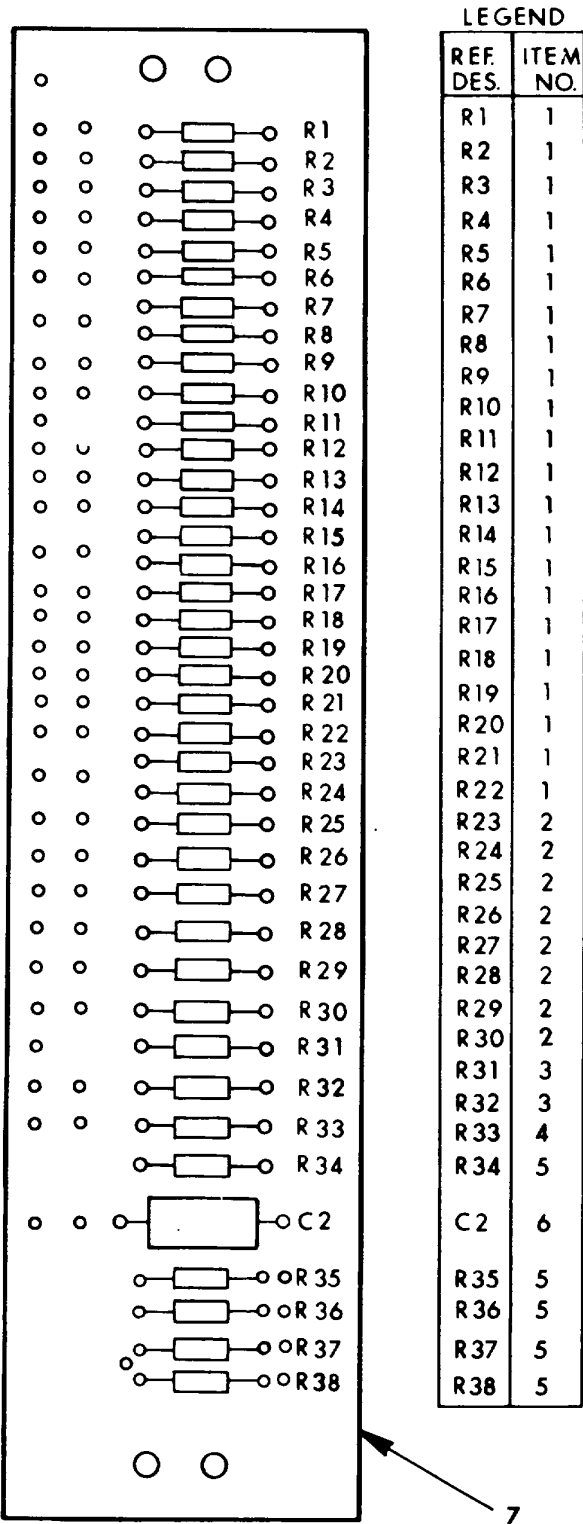 R1
R2
R3
R4
R5
R6
R7
R8
R9
R10
R11
R12
R13
R14
R15
R16
R17
R18
R19
R20
R21
R22
R23
R24
R25
R26
R27
R28
R29
R30
R31
R32
R33
R34
C2
R35
R36
R37
R38
7
LEGEND
REF. DES. ITEM NO.
R1 1
R2 1
R3 1
R4 1
R5 1
R6 1
R7 1
R8 1
R9 1
R10 1
R11 1
R12 1
R13 1
R14 1
R15 1
R16 1
R17 1
R18 1
R19 1
R20 1
R21 1
R22 1
R23 2
R24 2
R25 2
R26 2
R27 2
R28 2
R29 2
R30 2
R31 3
R32 3
R33 4
R34 5
C2 6
R35 5
R36 5
R37 5
R38 5